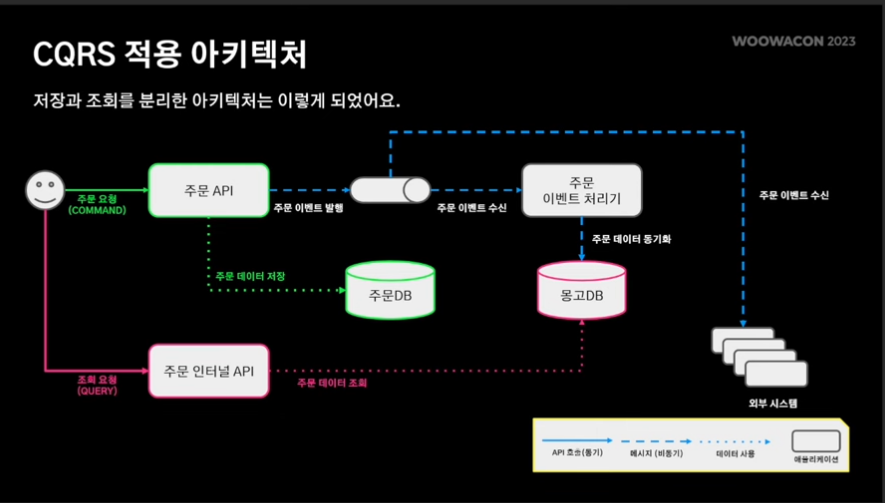 CQRS 적용 아키텍처
WOOWACON 2023
저장과 조회를 분리한 아키텍처는 이렇게 되었어요.
주문 요청
(COMMAND)
주문 API
주문 이벤트 발행
주문 이벤트 수신
주문
이벤트 처리기
주문 이벤트 수신
주문 데이터 동기화
주문 데이터 저장
주문DB
몽고DB
조회 요청
(QUERY)
주문 인터널 API
주문 데이터 조회
외부 시스템
API 호출(동기)
메시지 (비동기)
데이터 사용
애플리케이션